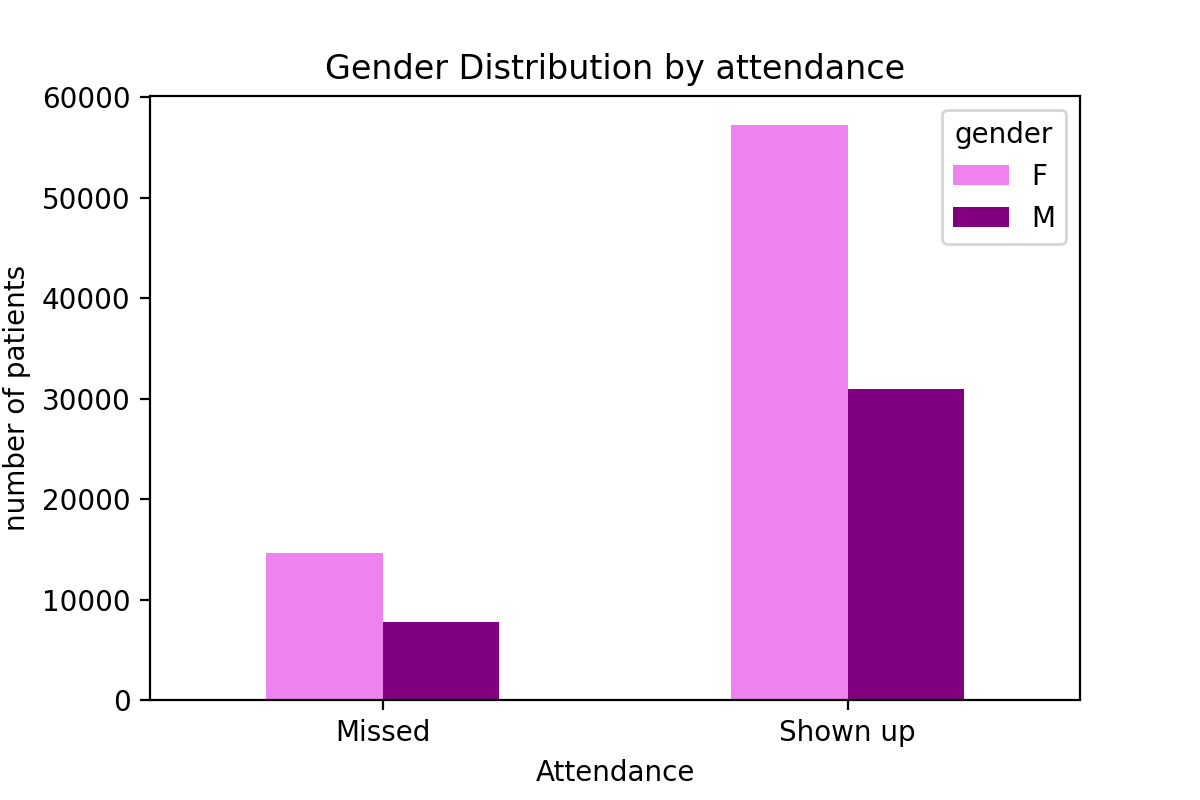 Gender Distribution by attendance
60000
50000
40000
30000
20000
10000
0
number of patients
gender
F
M
Missed
Shown up
Attendance